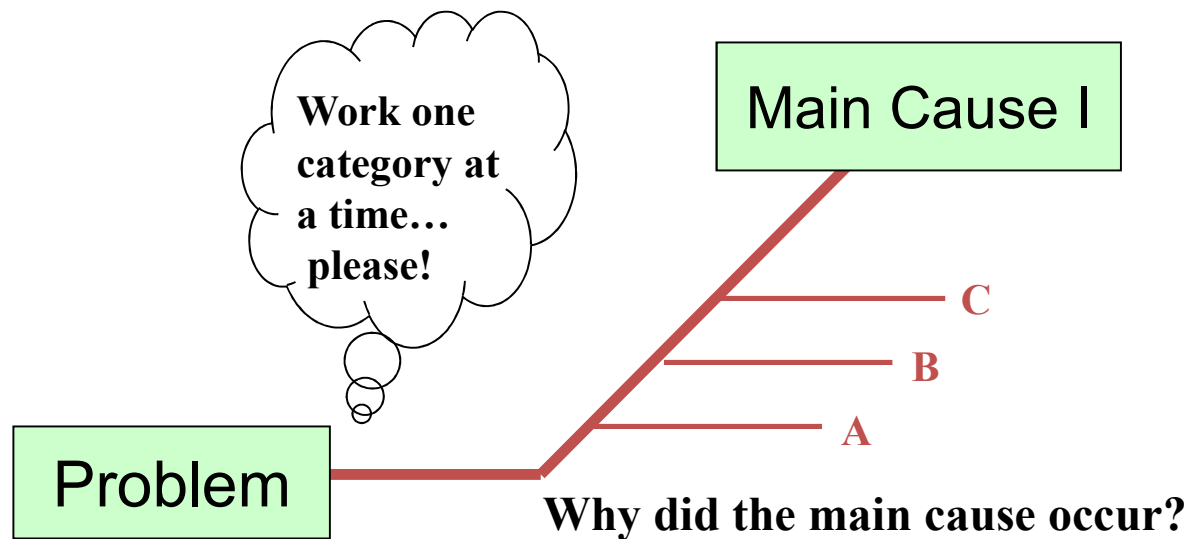 Work one
category at
a time…
please!
Main Cause I
C
B
A
Problem
Why did the main cause occur?